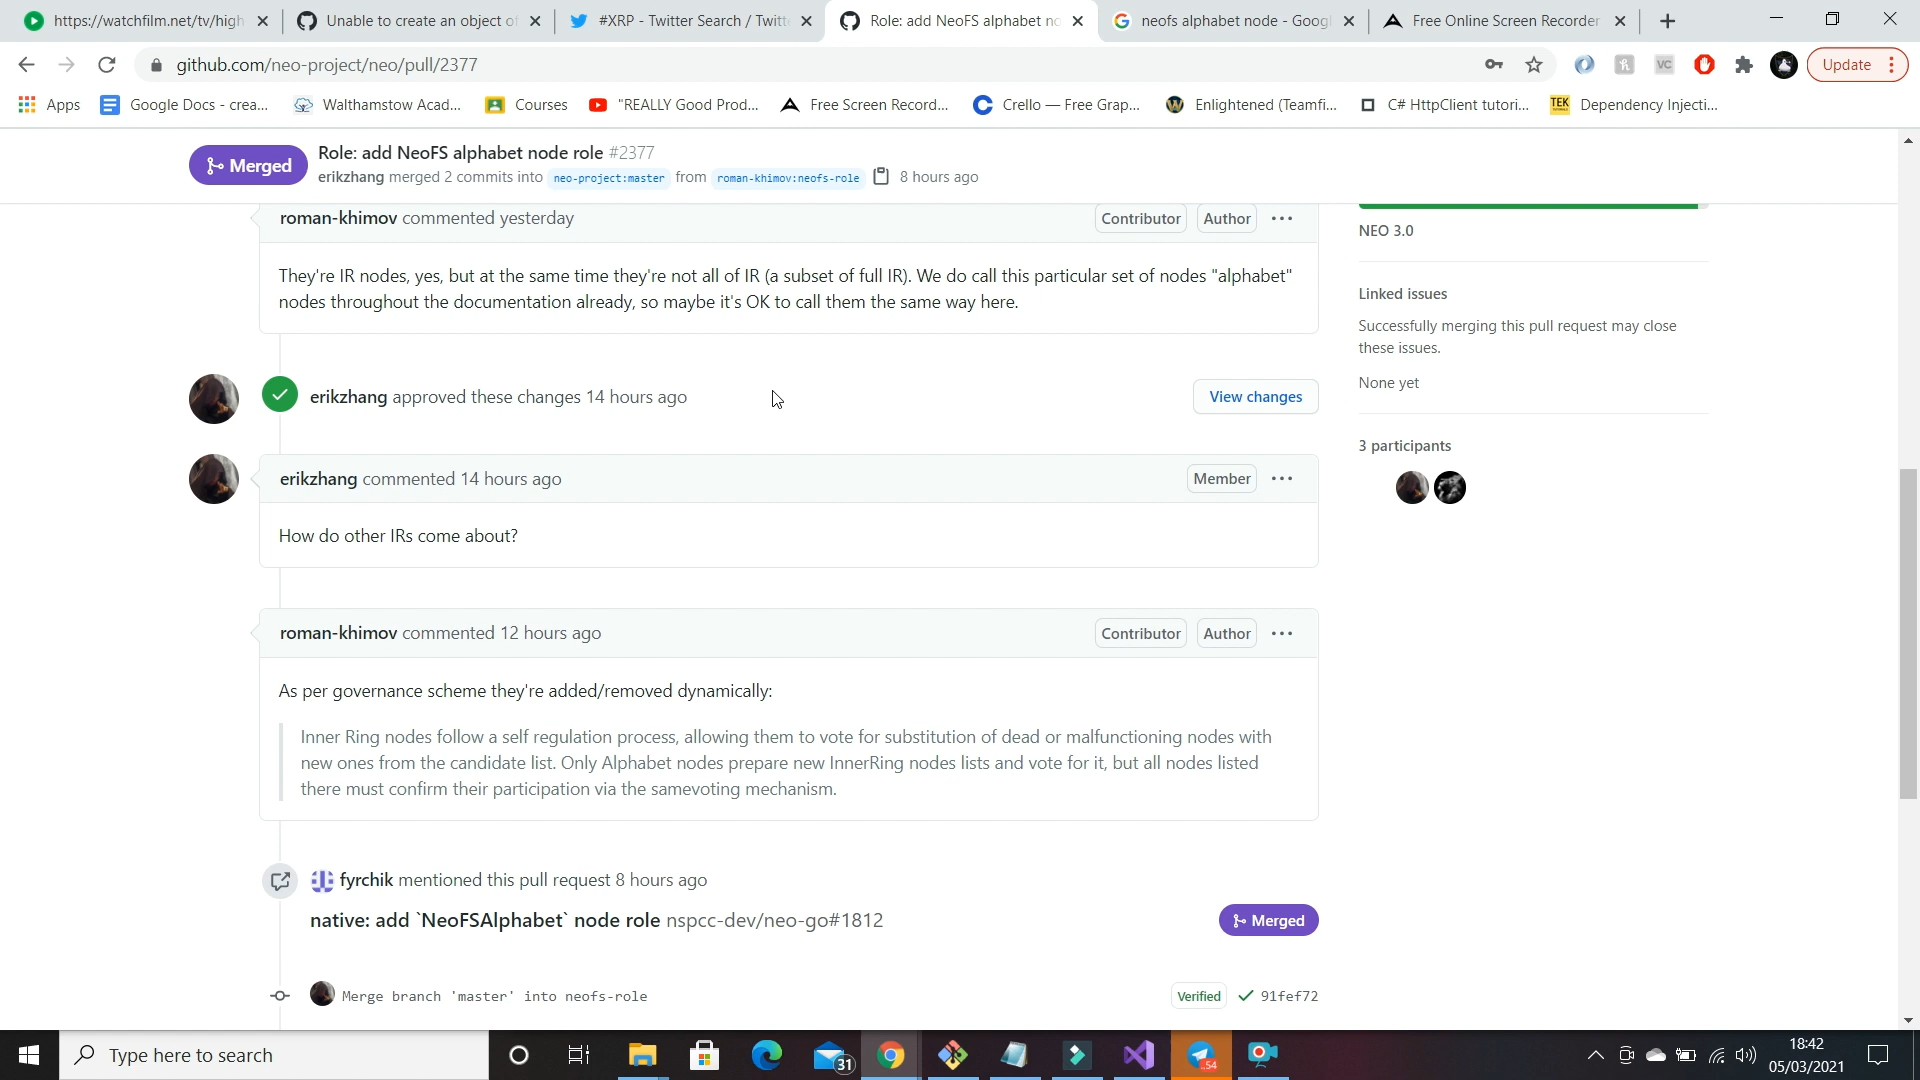 https://watchfilm.net/tv/high
Unable to create an object of
#XRP - Twitter Search / Twitt
Role: add NeoFS alphabet no
neofs alphabet node - Googl
Free Online Screen Recorder
github.com/neo-project/neo/pull/2377
Update
Apps
Google Docs - crea...
Walthamstow Acad...
Courses
"REALLY Good Prod...
Free Screen Record...
Crello — Free Grap...
Enlightened (Teamfi...
C# HttpClient tutori...
TEK
Dependency Injecti...
Merged
Role: add NeoFS alphabet node role #2377
erikzhang merged 2 commits into neo-project:master from roman-khimov:neofs-role 8 hours ago
roman-khimov commented yesterday
Contributor
Author
They're IR nodes, yes, but at the same time they're not all of IR (a subset of full IR). We do call this particular set of nodes "alphabet"
nodes throughout the documentation already, so maybe it's OK to call them the same way here.
NEO 3.0
Linked issues
Successfully merging this pull request may close
these issues.
None yet
3 participants
erikzhang approved these changes 14 hours ago
View changes
erikzhang commented 14 hours ago
Member
How do other IRs come about?
roman-khimov commented 12 hours ago
Contributor
Author
As per governance scheme they're added/removed dynamically:
Inner Ring nodes follow a self regulation process, allowing them to vote for substitution of dead or malfunctioning nodes with
new ones from the candidate list. Only Alphabet nodes prepare new InnerRing nodes lists and vote for it, but all nodes listed
there must confirm their participation via the samevoting mechanism.
fyrchik mentioned this pull request 8 hours ago
native: add `NeoFSAlphabet` node role nspcc-dev/neo-go#1812
Merged
Merge branch 'master' into neofs-role
Verified
91fef72
Type here to search
31
54
18:42
05/03/2021